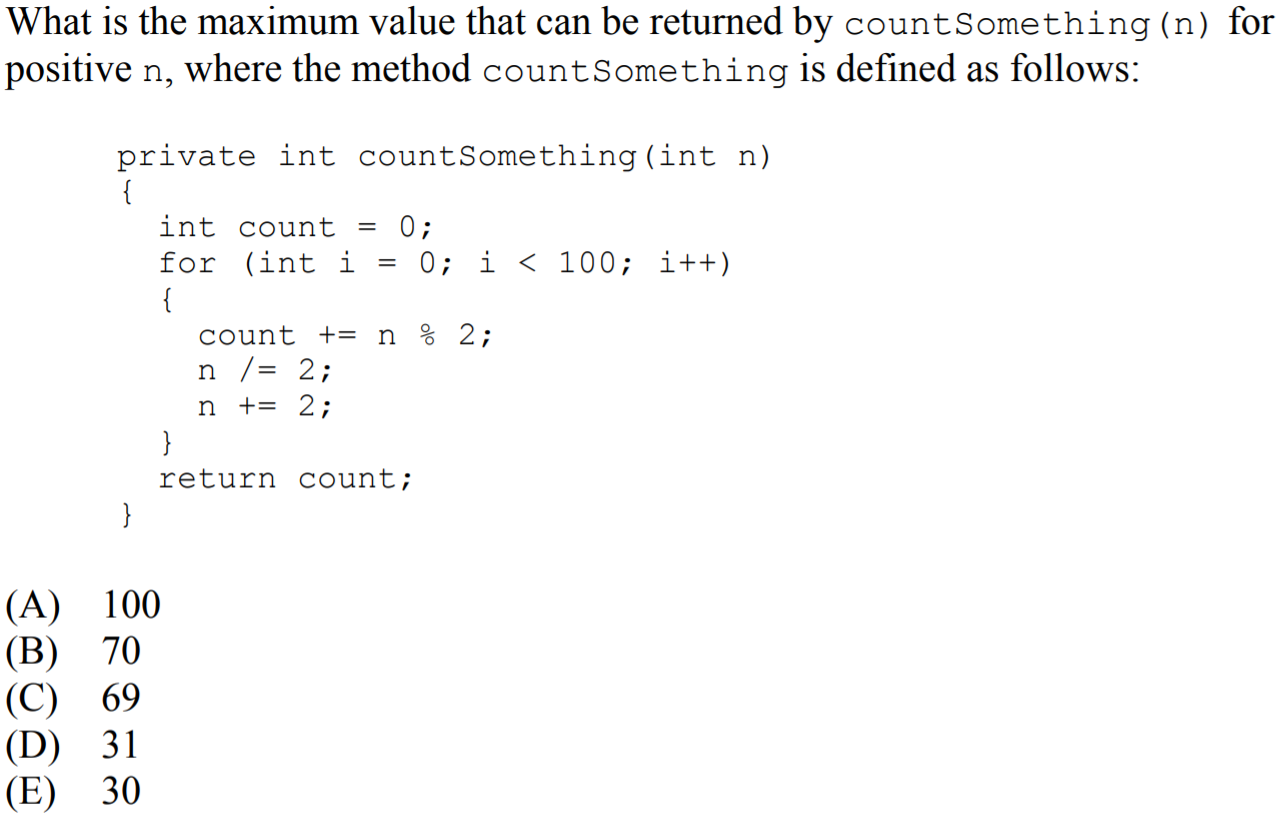 What is the maximum value that can be returned by countSomething(n) for
positive n, where the method countSomething is defined as follows:
private int countSomething(int n)
{
int count = 0;
for (int i = 0; i < 100; i++)
{
count += n % 2;
n /= 2;
n += 2;
}
return count;
}
(A) 100
(B) 70
(C) 69
(D) 31
(E) 30